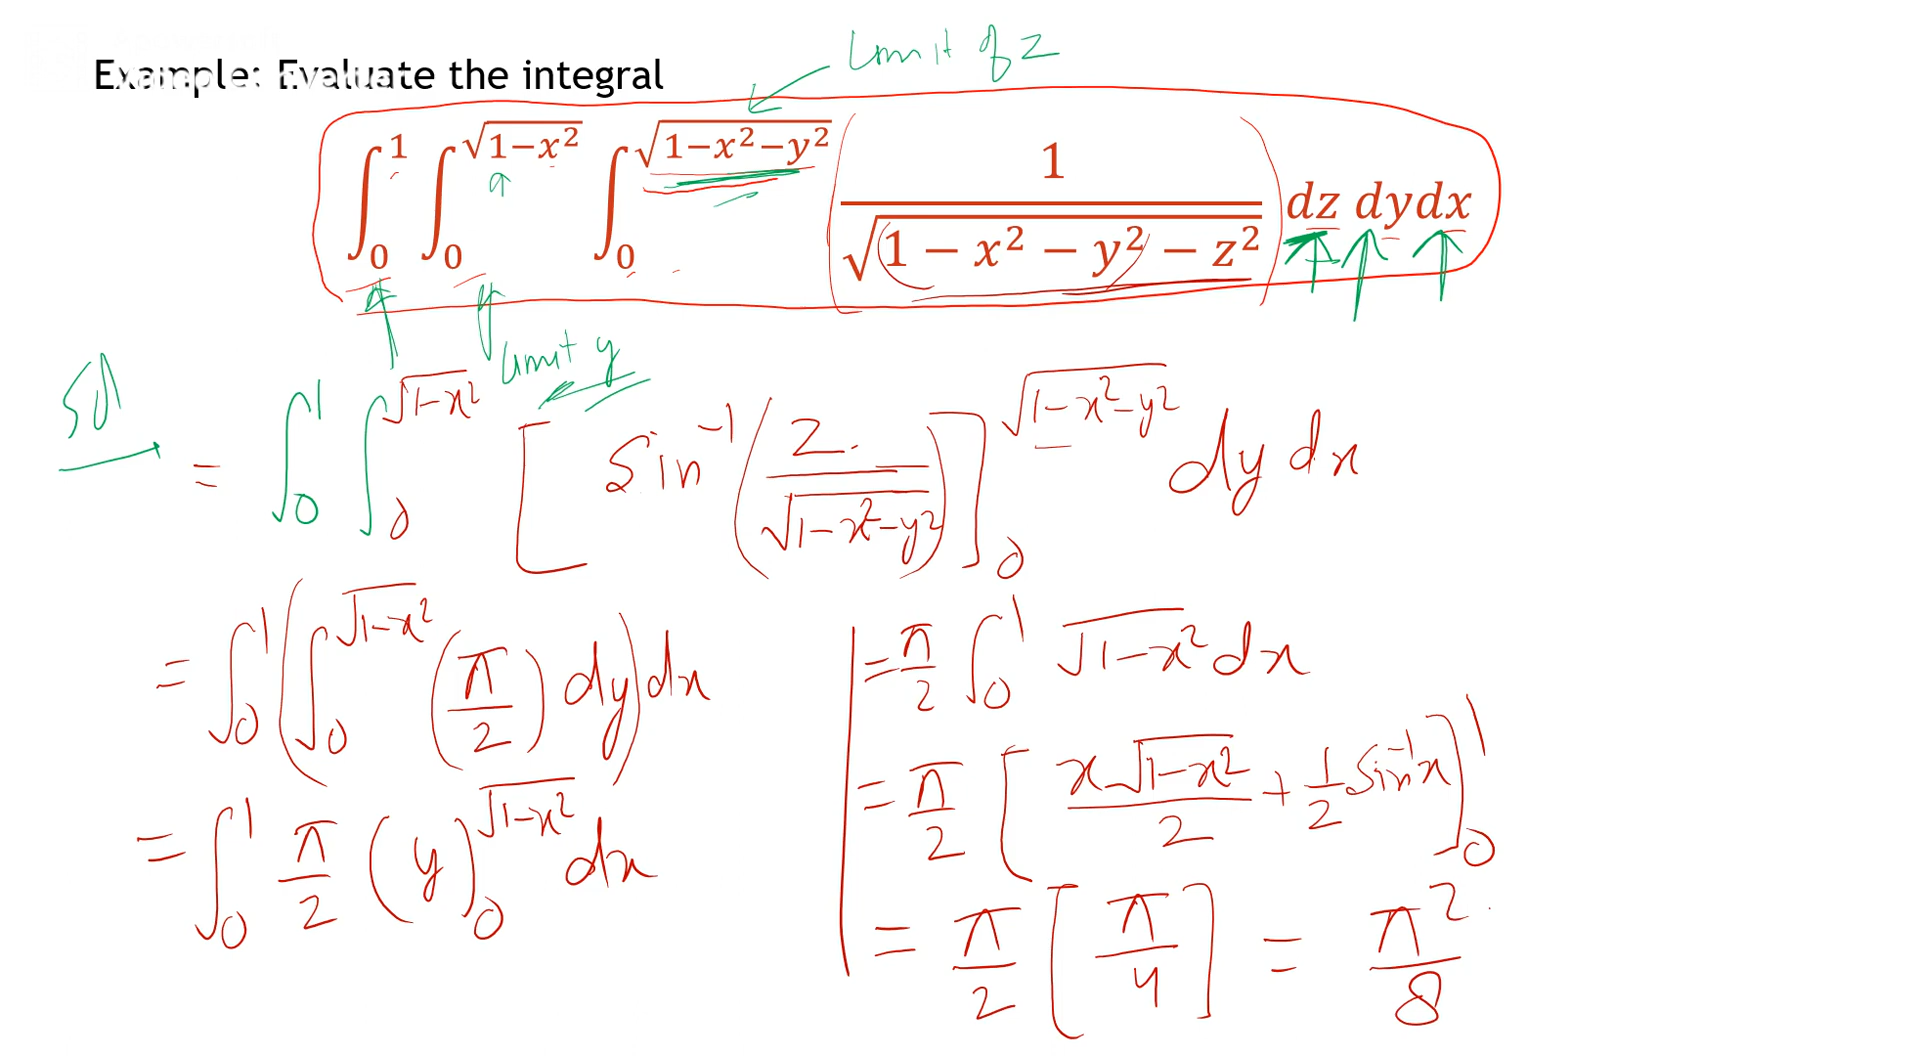 Example: Evaluate the integral
Limit of z
∫₀¹ ∫₀^√(1−x²) ∫₀^√(1−x²−y²) (1/√(1 − x² − y² − z²)) dz dydx
Limit y
Sol
= ∫₀¹ ∫₀^√(1−x²) [sin⁻¹(z/√(1−x²−y²))]₀^√(1−x²−y²) dy dx
= ∫₀¹ (∫₀^√(1−x²) (π/2) dy) dx
= ∫₀¹ π/2 (y)₀^√(1−x²) dx
= π/2 ∫₀¹ √(1−x²) dx
= π/2 [x√(1−x²)/2 + 1/2 Sin⁻¹x]₀¹
= π/2 [π/4] = π²/8